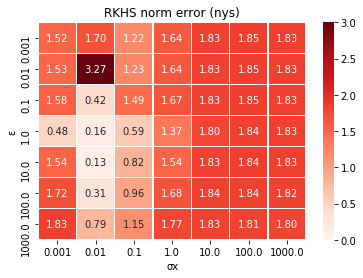 RKHS norm error (nys)
0.001 1.52 1.70 1.22 1.64 1.83 1.85 1.83
0.01 1.53 3.27 1.23 1.64 1.83 1.85 1.83
0.1 1.58 0.42 1.49 1.67 1.83 1.85 1.83
1.0 0.48 0.16 0.59 1.37 1.80 1.84 1.83
10.0 1.54 0.13 0.82 1.54 1.83 1.84 1.83
100.0 1.72 0.31 0.96 1.68 1.84 1.84 1.82
1000.0 1.83 0.79 1.15 1.77 1.83 1.81 1.80
0.001 0.01 0.1 1.0 10.0 100.0 1000.0
σx
ε
3.0
2.5
2.0
1.5
1.0
0.5
0.0